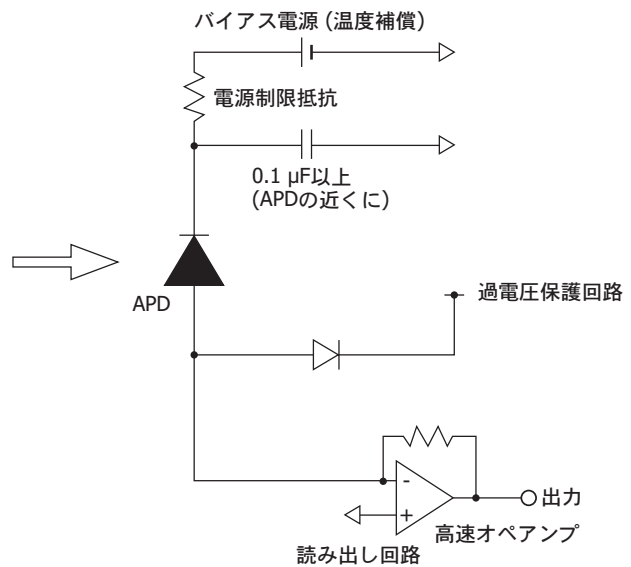 バイアス電源 (温度補償)
電源制限抵抗
0.1 µF以上
(APDの近くに)
APD
過電圧保護回路
-
+
出力
高速オペアンプ
読み出し回路